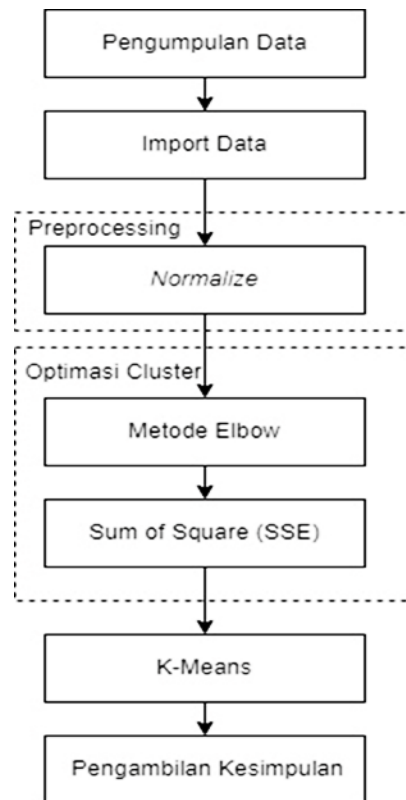 Pengumpulan Data
Import Data
Preprocessing
Normalize
Optimasi Cluster
Metode Elbow
Sum of Square (SSE)
K-Means
Pengambilan Kesimpulan